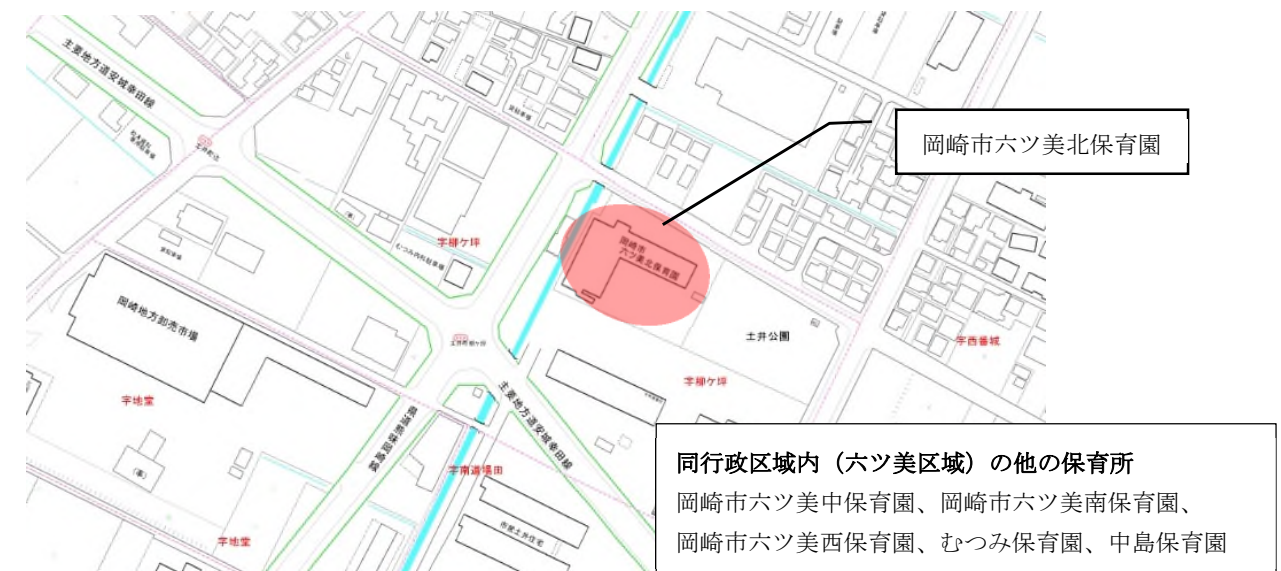 主要地方道安城幸田線
岡崎市六ツ美北保育園
字柳ケ坪
むつみ内科駐車場
岡崎市
六ツ美北保育園
岡崎地方卸売市場
土井公園
字西番城
土井町柳ケ坪
字柳ケ坪
字地堂
主要地方道安城幸田線
字南道場田
市営土井住宅
字地堂
同行政区域内（六ツ美区域）の他の保育所
岡崎市六ツ美中保育園、岡崎市六ツ美南保育園、
岡崎市六ツ美西保育園、むつみ保育園、中島保育園